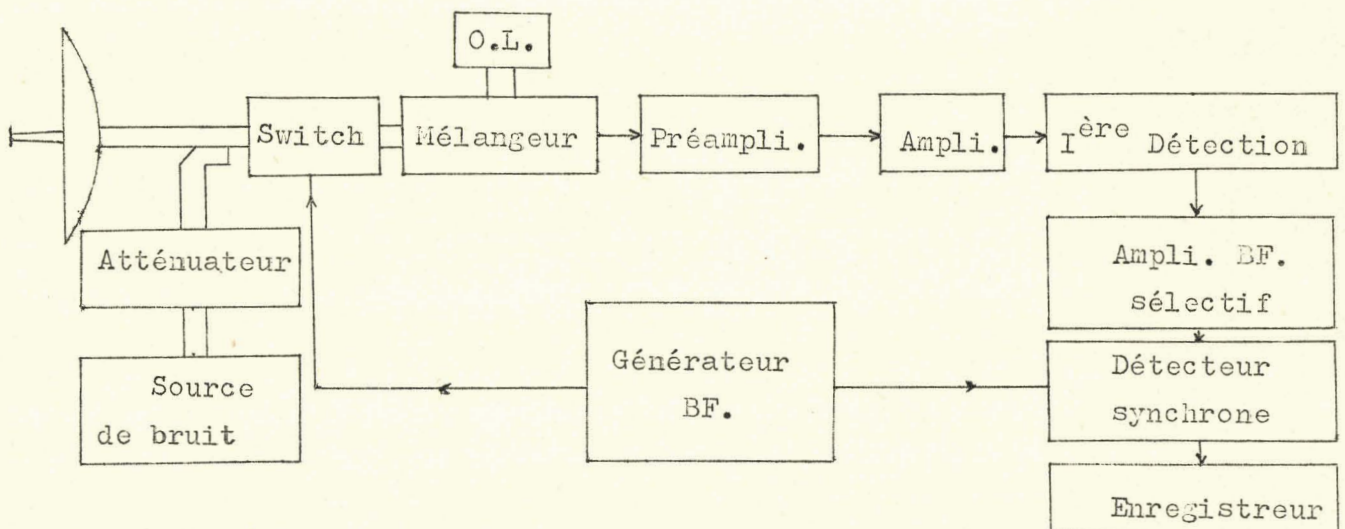 O.L.
Switch
Mélangeur
Préampli.
Ampli.
Ière Détection
Atténuateur
Ampli. BF.
sélectif
Source
de bruit
Générateur
BF.
Détecteur
synchrone
Enregistreur